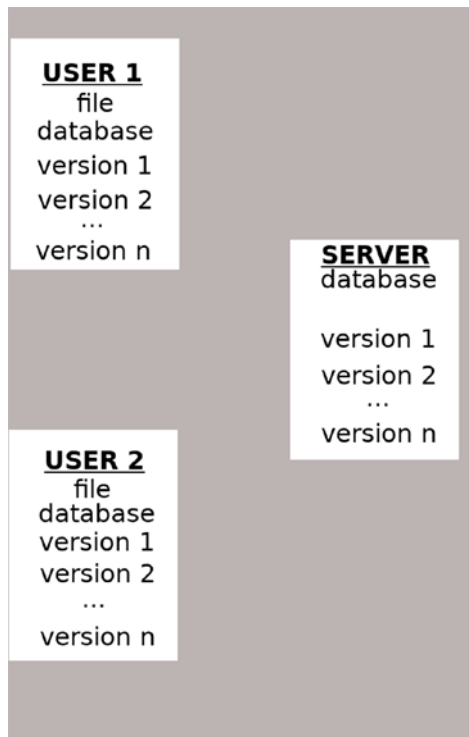 USER 1
file
database
version 1
version 2
...
version n
SERVER
database
version 1
version 2
...
version n
USER 2
file
database
version 1
version 2
...
version n